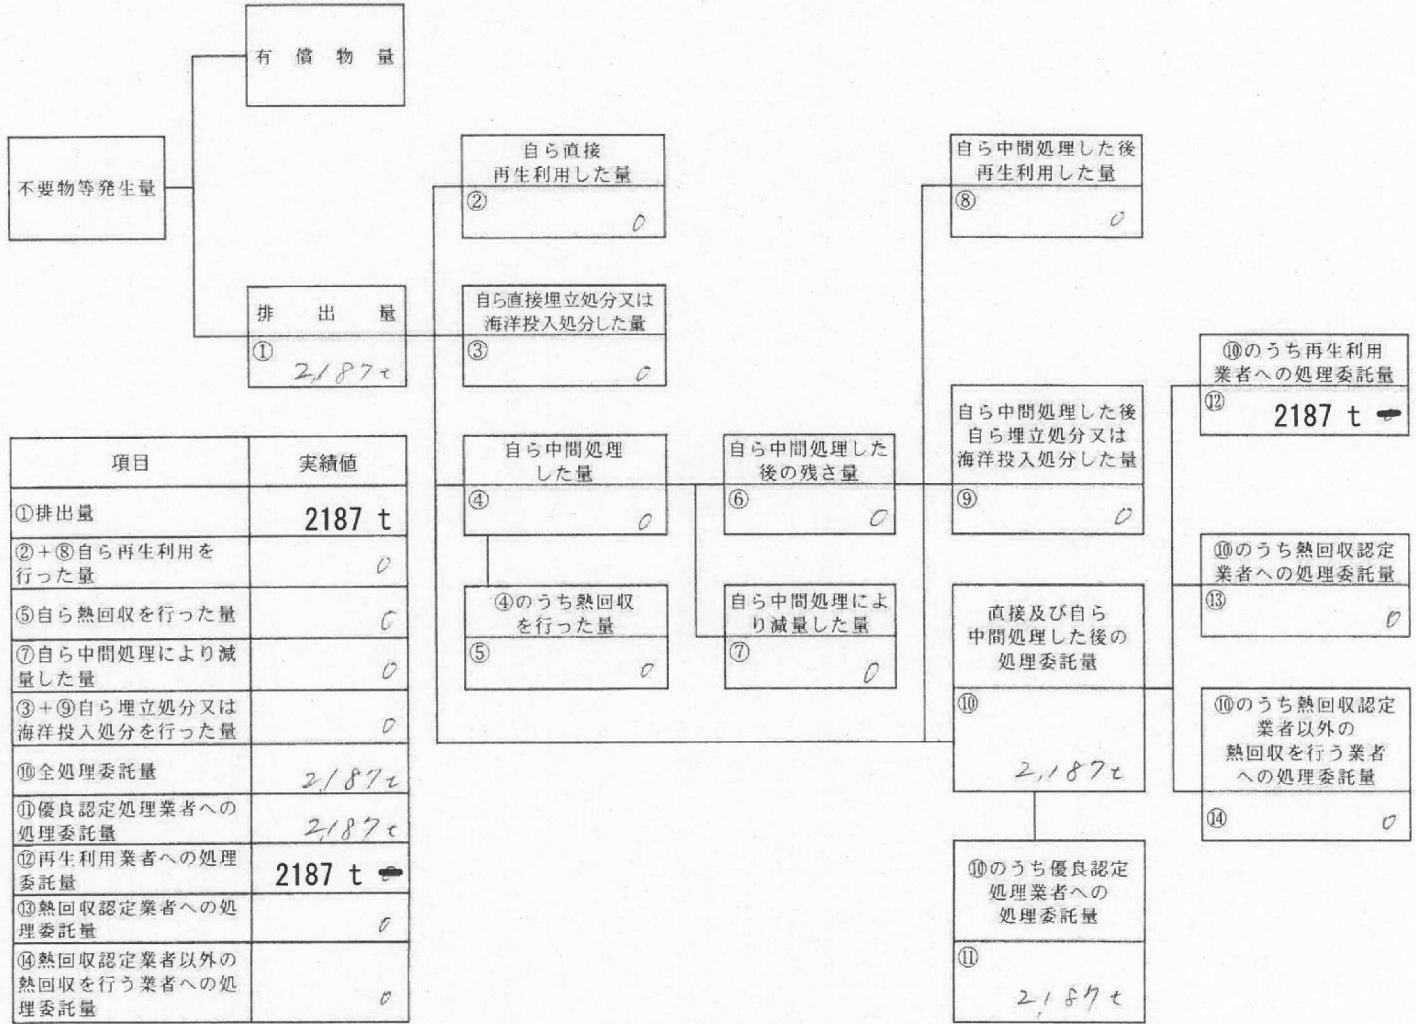 有償物量
不要物等発生量
排出量
①
2,187t
自ら直接
再生利用した量
②
0
自ら直接埋立処分又は
海洋投入処分した量
③
0
自ら中間処理
した量
④
0
④のうち熱回収
を行った量
⑤
0
自ら中間処理した
後の残さ量
⑥
0
自ら中間処理によ
り減量した量
⑦
0
自ら中間処理した後
再生利用した量
⑧
0
自ら中間処理した後
自ら埋立処分又は
海洋投入処分した量
⑨
0
直接及び自ら
中間処理した後の
処理委託量
⑩
2,187t
⑩のうち優良認定
処理業者への
処理委託量
⑪
2,187t
⑩のうち再生利用
業者への処理委託量
⑫
2187 t
⑩のうち熱回収認定
業者への処理委託量
⑬
0
⑩のうち熱回収認定
業者以外の
熱回収を行う業者
への処理委託量
⑭
0
項目 実績値
①排出量 2187 t
②+⑧自ら再生利用を
行った量 0
⑤自ら熱回収を行った量 0
⑦自ら中間処理により減
量した量 0
③+⑨自ら埋立処分又は
海洋投入処分を行った量 0
⑩全処理委託量 2,187t
⑪優良認定処理業者への
処理委託量 2,187t
⑫再生利用業者への処理
委託量 2187 t
⑬熱回収認定業者への処
理委託量 0
⑭熱回収認定業者以外の
熱回収を行う業者への処
理委託量 0